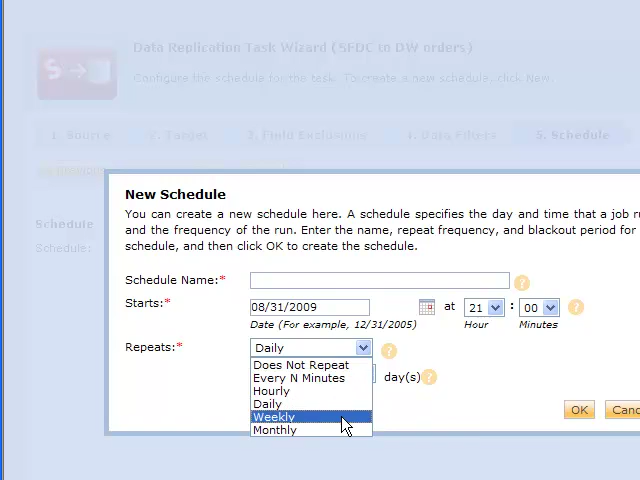 Data Replication Task Wizard (SFDC to DW orders)
Configure the schedule for the task. To create a new schedule, click New.
1. Source 2. Target 3. Field Exclusions 4. Data Filters 5. Schedule
New Schedule
You can create a new schedule here. A schedule specifies the day and time that a job
and the frequency of the run. Enter the name, repeat frequency, and blackout period for
schedule, and then click OK to create the schedule.
Schedule
Schedule:
Schedule Name:*
?
Starts:* 08/31/2009 at 21 : 00 ?
Date (For example, 12/31/2005) Hour Minutes
Repeats:* Daily ?
Does Not Repeat
Every N Minutes
day(s) ?
Hourly
Daily
Weekly
Monthly
OK